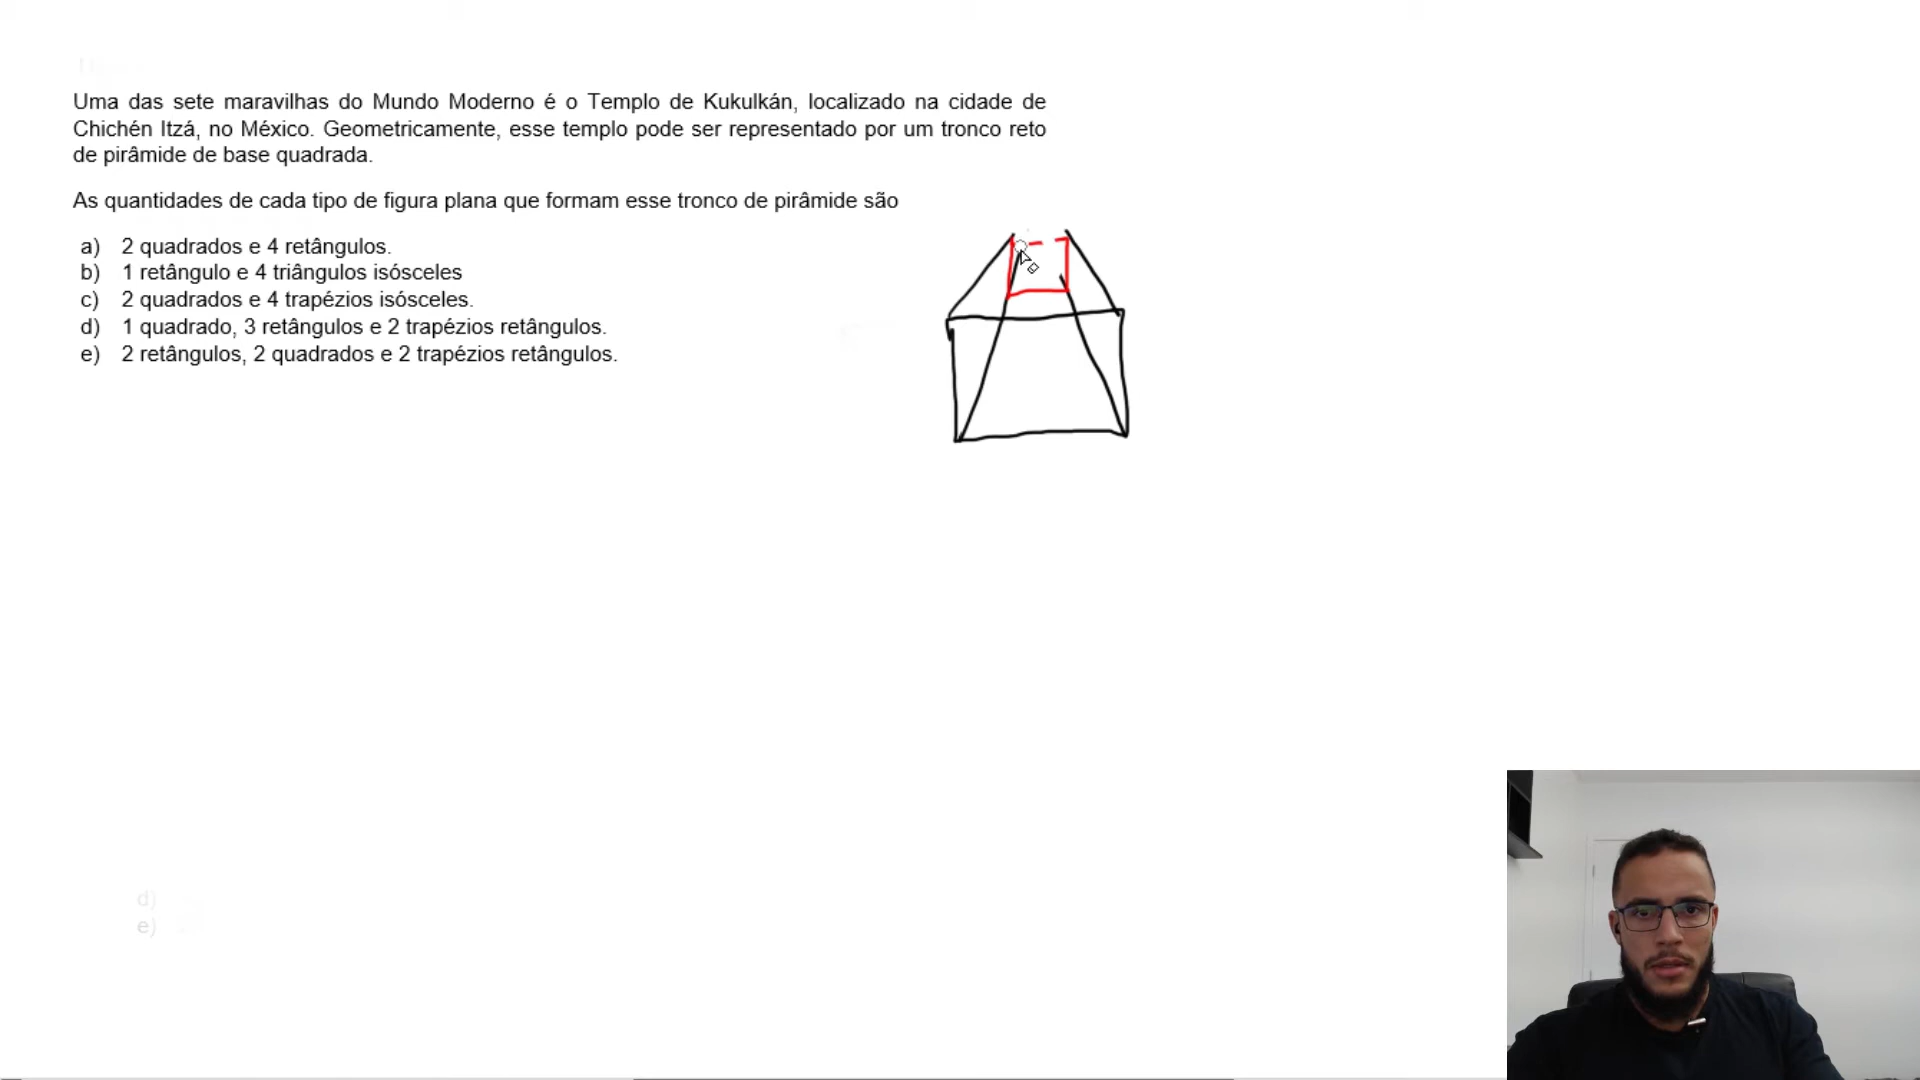 Uma das sete maravilhas do Mundo Moderno é o Templo de Kukulkán, localizado na cidade de
Chichén Itzá, no México. Geometricamente, esse templo pode ser representado por um tronco reto
de pirâmide de base quadrada.
As quantidades de cada tipo de figura plana que formam esse tronco de pirâmide são
a) 2 quadrados e 4 retângulos.
b) 1 retângulo e 4 triângulos isósceles
c) 2 quadrados e 4 trapézios isósceles.
d) 1 quadrado, 3 retângulos e 2 trapézios retângulos.
e) 2 retângulos, 2 quadrados e 2 trapézios retângulos.
d)
e)